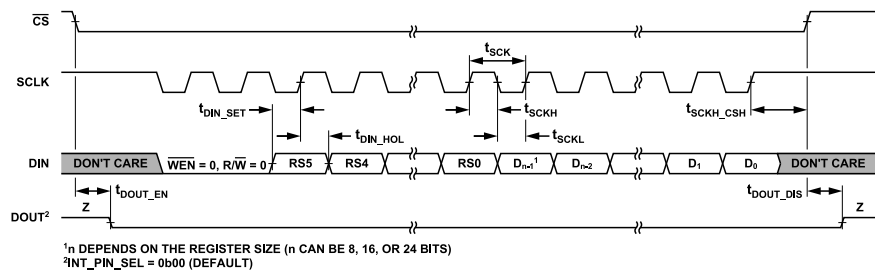 CS
tSCK
SCLK
tDIN_SET
tSCKH
tSCKH_CSH
tDIN_HOL
tSCKL
DIN
DON'T CARE
WEN = 0, R/W = 0
RS5
RS4
RS0
Dn-1¹
Dn-2
D1
D0
DON'T CARE
tDOUT_EN
tDOUT_DIS
DOUT²
Z
Z
¹n DEPENDS ON THE REGISTER SIZE (n CAN BE 8, 16, OR 24 BITS)
²INT_PIN_SEL = 0b00 (DEFAULT)